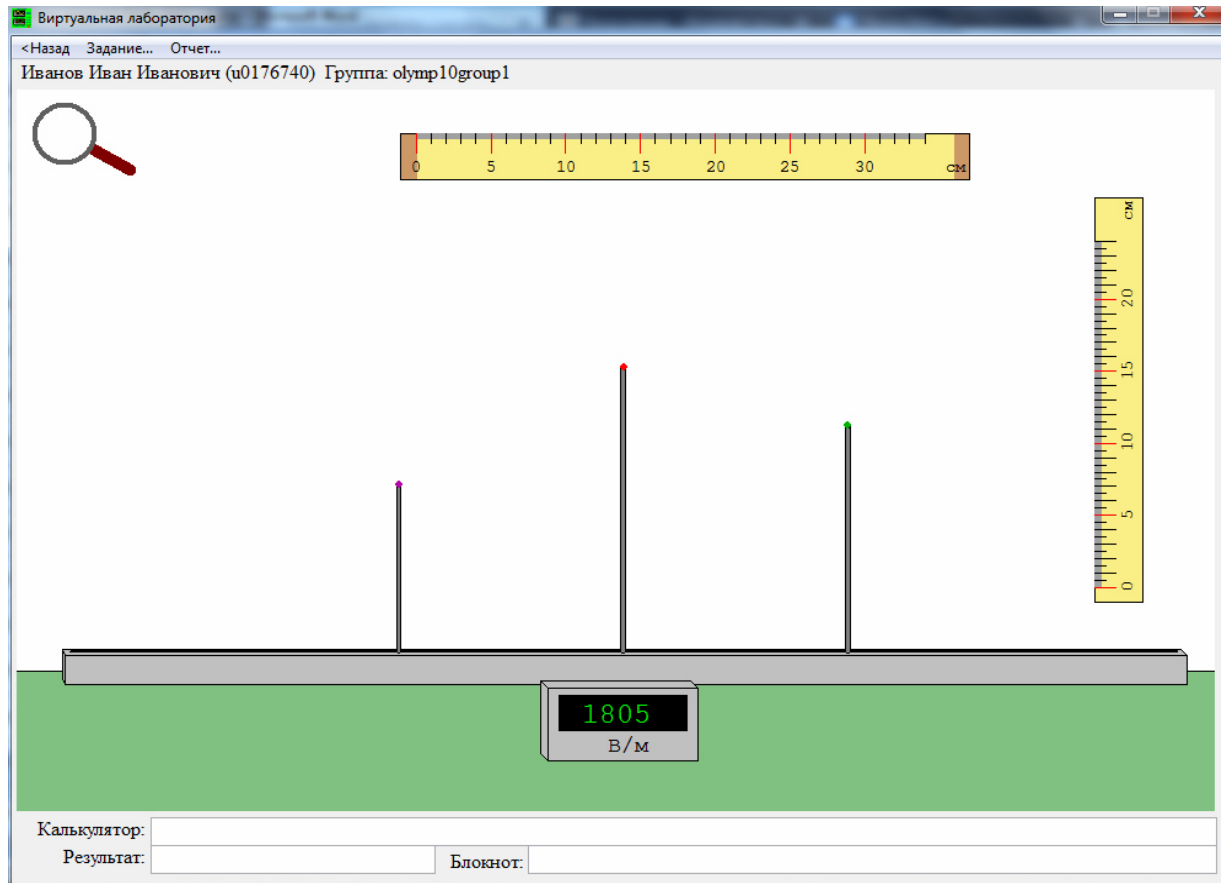 Виртуальная лаборатория
<Назад Задание... Отчет...
Иванов Иван Иванович (u0176740) Группа: olymp10group1
0 5 10 15 20 25 30 см
см
20
15
10
5
0
1805
В/м
Калькулятор:
Результат: Блокнот: